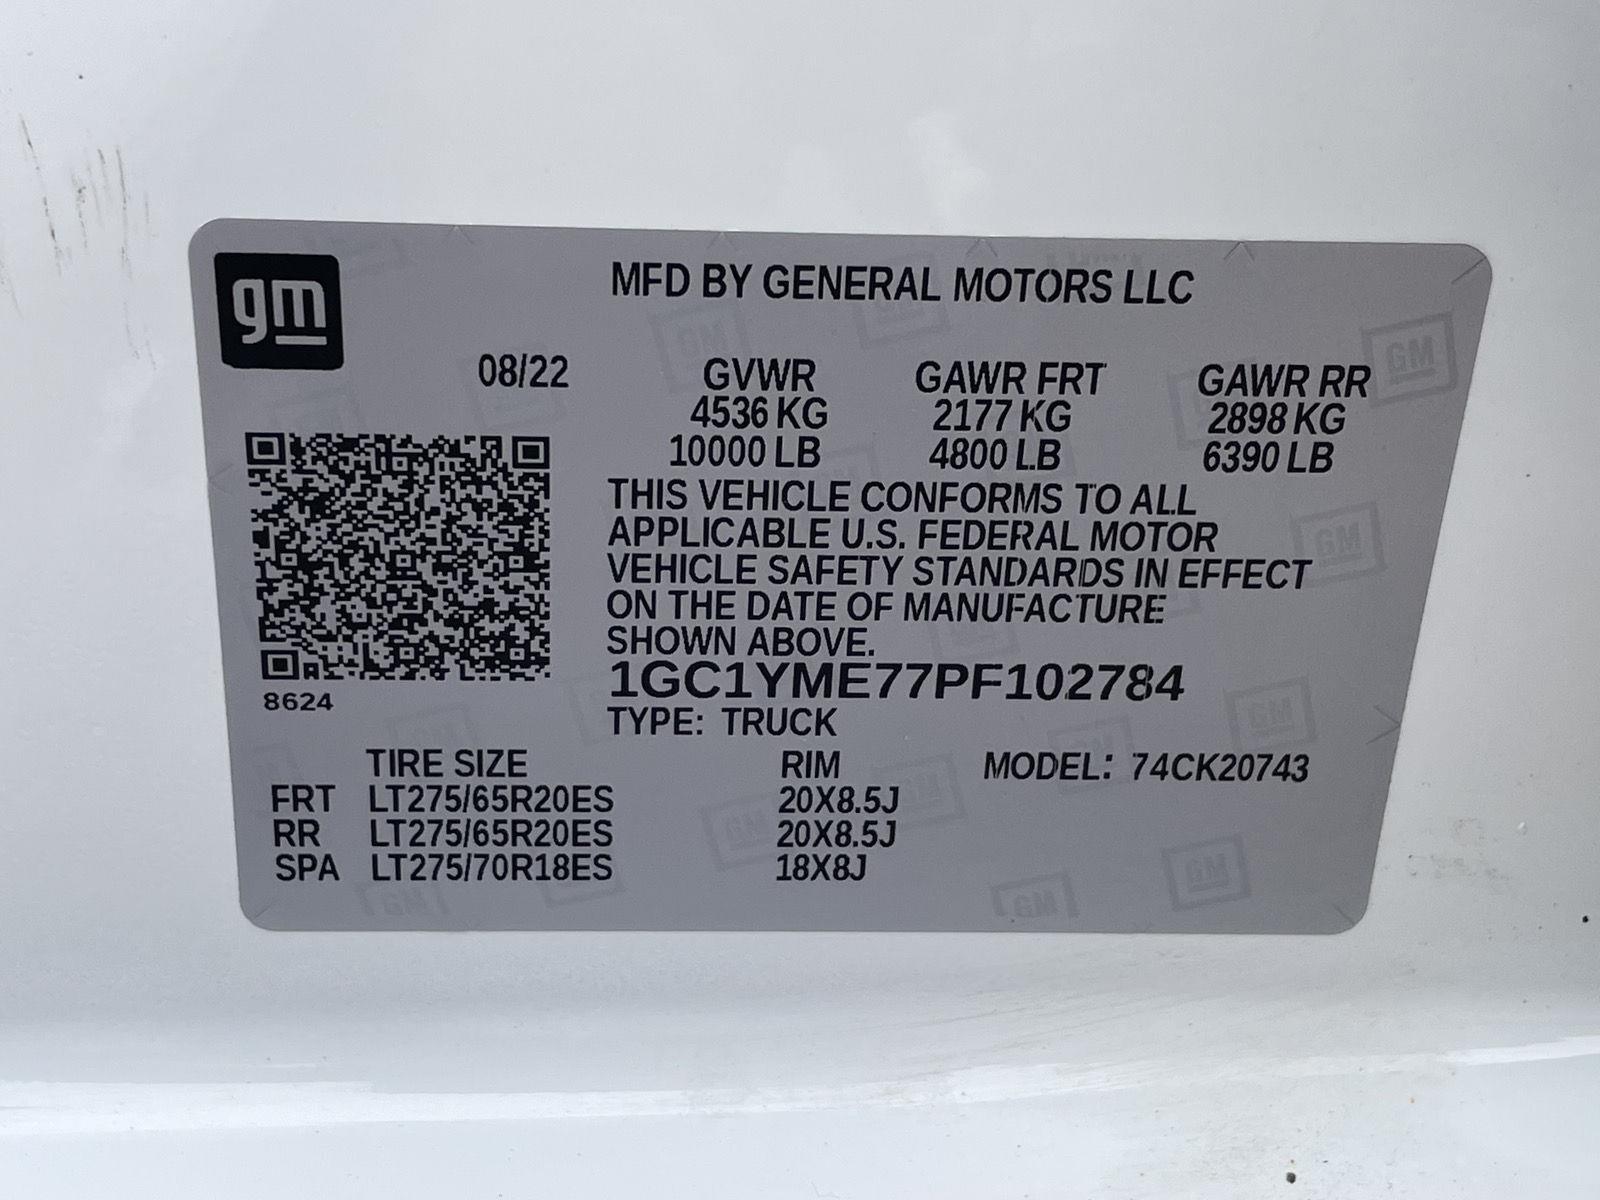 gm
MFD BY GENERAL MOTORS LLC
08/22 GVWR GAWR FRT GAWR RR
4536 KG 2177 KG 2898 KG
10000 LB 4800 LB 6390 LB
THIS VEHICLE CONFORMS TO ALL
APPLICABLE U.S. FEDERAL MOTOR
VEHICLE SAFETY STANDARDS IN EFFECT
ON THE DATE OF MANUFACTURE
SHOWN ABOVE.
1GC1YME77PF102784
8624
TYPE: TRUCK
TIRE SIZE RIM MODEL: 74CK20743
FRT LT275/65R20ES 20X8.5J
RR LT275/65R20ES 20X8.5J
SPA LT275/70R18ES 18X8J